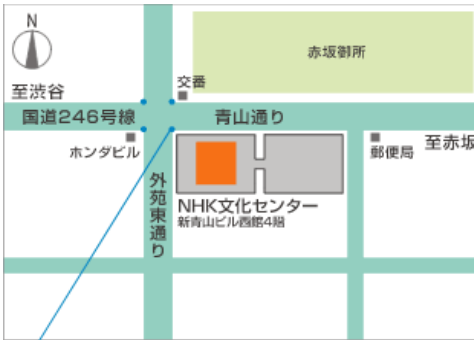 N
赤坂御所
至渋谷
交番
国道246号線
青山通り
ホンダビル
郵便局
至赤坂
外苑東通り
NHK文化センター
新青山ビル西館4階